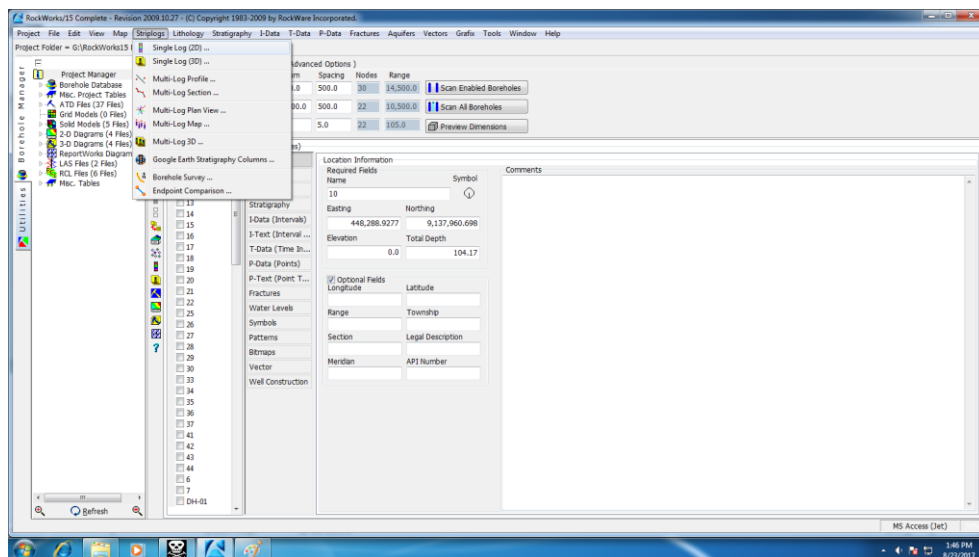 RockWorks/15 Complete - Revision 2009.10.27 - (C) Copyright 1983-2009 by RockWare Incorporated.
Project File Edit View Map Striplogs Lithology Stratigraphy I-Data T-Data P-Data Fractures Aquifers Vectors Grafix Tools Window Help
Project Folder = G:\RockWorks15
Borehole Manager
Utilities
Project Manager
Borehole Database
Misc. Project Tables
ATD Files (37 Files)
Grid Models (0 Files)
Solid Models (5 Files)
2-D Diagrams (4 Files)
3-D Diagrams (4 Files)
ReportWorks Diagram
LAS Files (2 Files)
RCL Files (6 Files)
Misc. Tables
Refresh
Single Log (2D) ...
Single Log (3D) ...
Multi-Log Profile ...
Multi-Log Section ...
Multi-Log Plan View ...
Multi-Log Map ...
Multi-Log 3D ...
Google Earth Stratigraphy Columns ...
Borehole Survey ...
Endpoint Comparison ...
Spacing Nodes Range
500.0 30 14,500.0 Scan Enabled Boreholes
00.0 500.0 22 10,500.0 Scan All Boreholes
5.0 22 105.0 Preview Dimensions
13
14
15
16
17
18
19
20
21
22
25
26
27
28
29
30
33
34
35
36
37
41
42
43
44
6
7
DH-01
Stratigraphy
I-Data (Intervals)
I-Text (Interval ...
T-Data (Time In...
P-Data (Points)
P-Text (Point T...
Fractures
Water Levels
Symbols
Patterns
Bitmaps
Vector
Well Construction
Location Information
Required Fields
Name Symbol
10
Easting Northing
448,288.9277 9,137,960.698
Elevation Total Depth
0.0 104.17
Optional Fields
Longitude Latitude
Range Township
Section Legal Description
Meridian API Number
Comments
MS Access (Jet)
1:46 PM